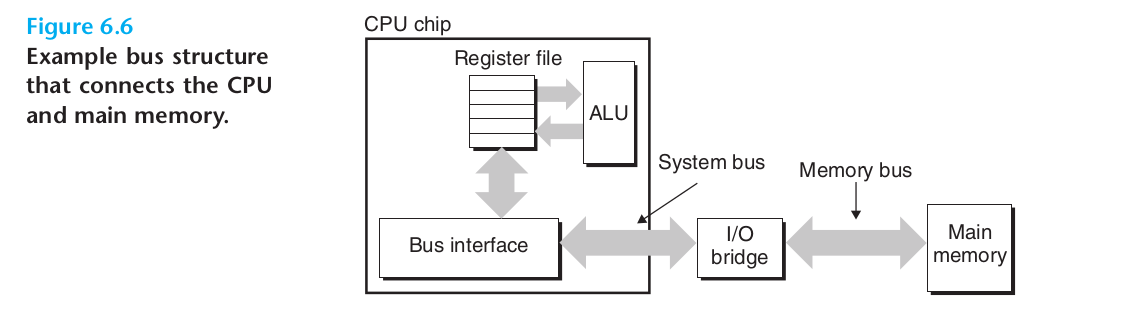 Figure 6.6
Example bus structure
that connects the CPU
and main memory.
CPU chip
Register file
ALU
System bus
Memory bus
Bus interface
I/O
bridge
Main
memory